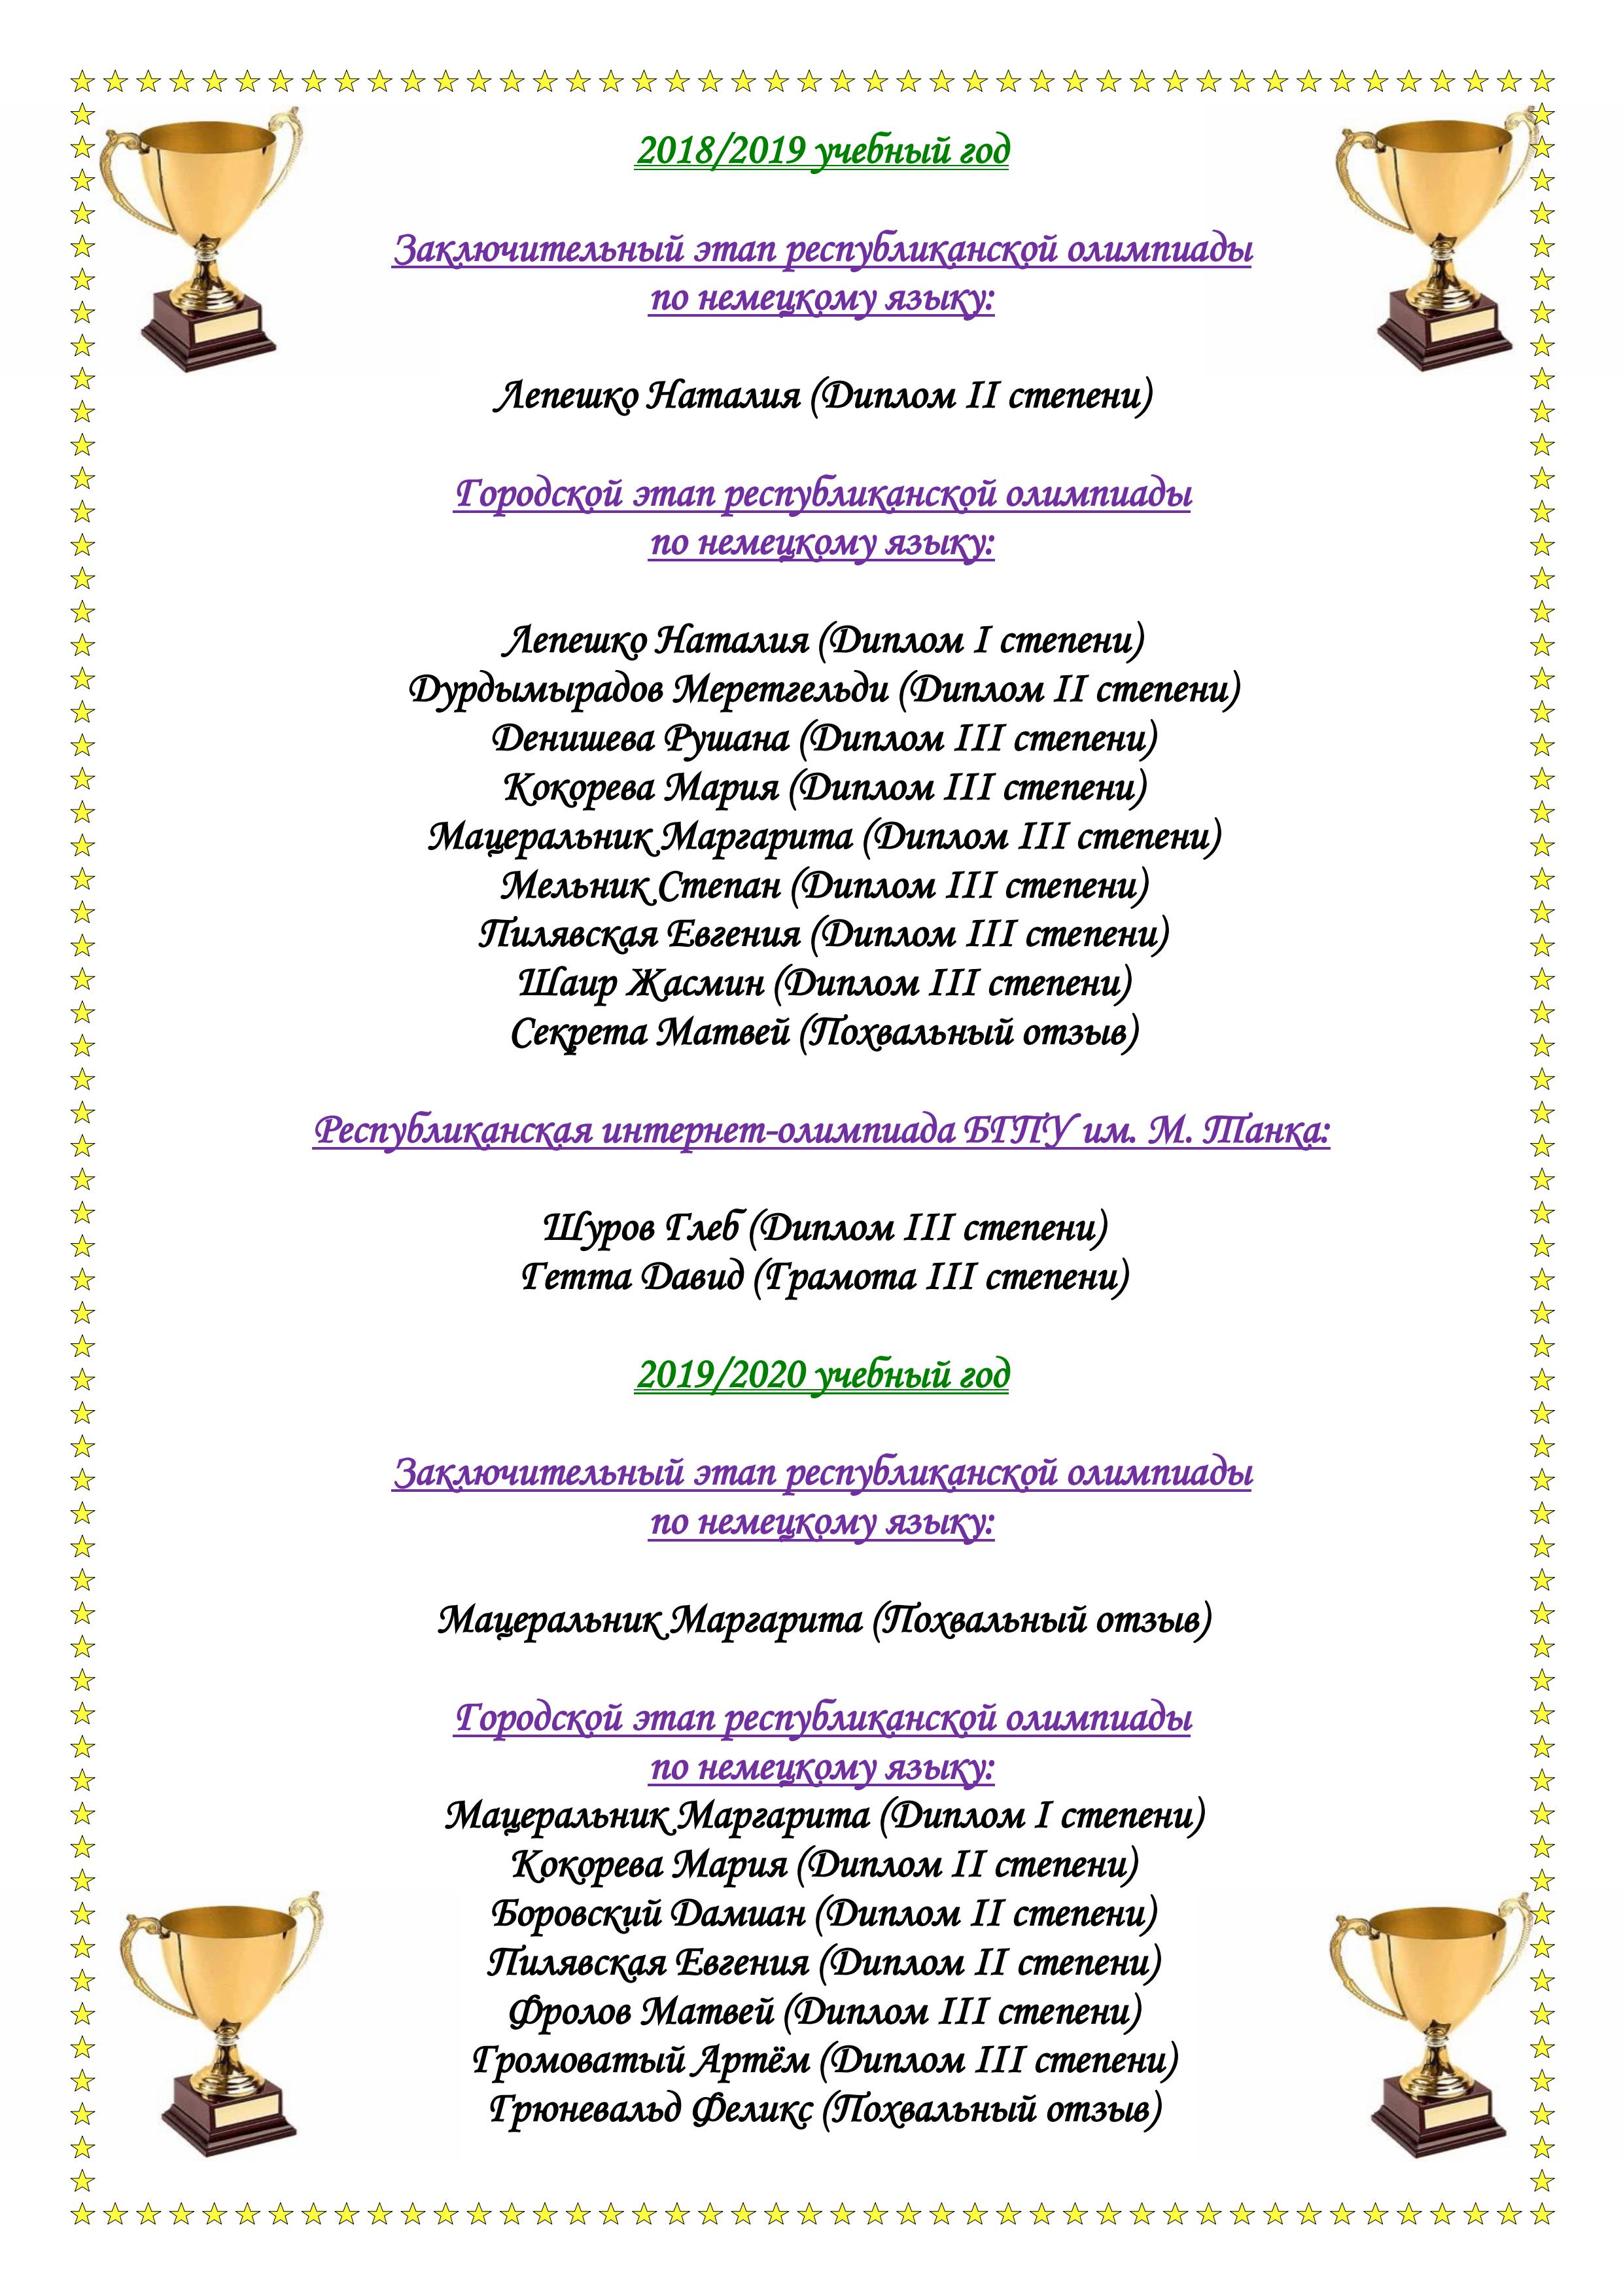 2018/2019 учебный год
Заключительный этап республиканской олимпиады
по немецкому языку:
Лепешко Наталия (Диплом II степени)
Городской этап республиканской олимпиады
по немецкому языку:
Лепешко Наталия (Диплом I степени)
Дурдымырадов Меретгельди (Диплом II степени)
Денишева Рушана (Диплом III степени)
Кокорева Мария (Диплом III степени)
Мацеральник Маргарита (Диплом III степени)
Мельник Степан (Диплом III степени)
Пилявская Евгения (Диплом III степени)
Шаир Жасмин (Диплом III степени)
Секрета Матвей (Похвальный отзыв)
Республиканская интернет-олимпиада БГПУ им. М. Танка:
Шуров Глеб (Диплом III степени)
Гетта Давид (Грамота III степени)
2019/2020 учебный год
Заключительный этап республиканской олимпиады
по немецкому языку:
Мацеральник Маргарита (Похвальный отзыв)
Городской этап республиканской олимпиады
по немецкому языку:
Мацеральник Маргарита (Диплом I степени)
Кокорева Мария (Диплом II степени)
Боровский Дамиан (Диплом II степени)
Пилявская Евгения (Диплом II степени)
Фролов Матвей (Диплом III степени)
Громоватый Артём (Диплом III степени)
Грюневальд Феликс (Похвальный отзыв)